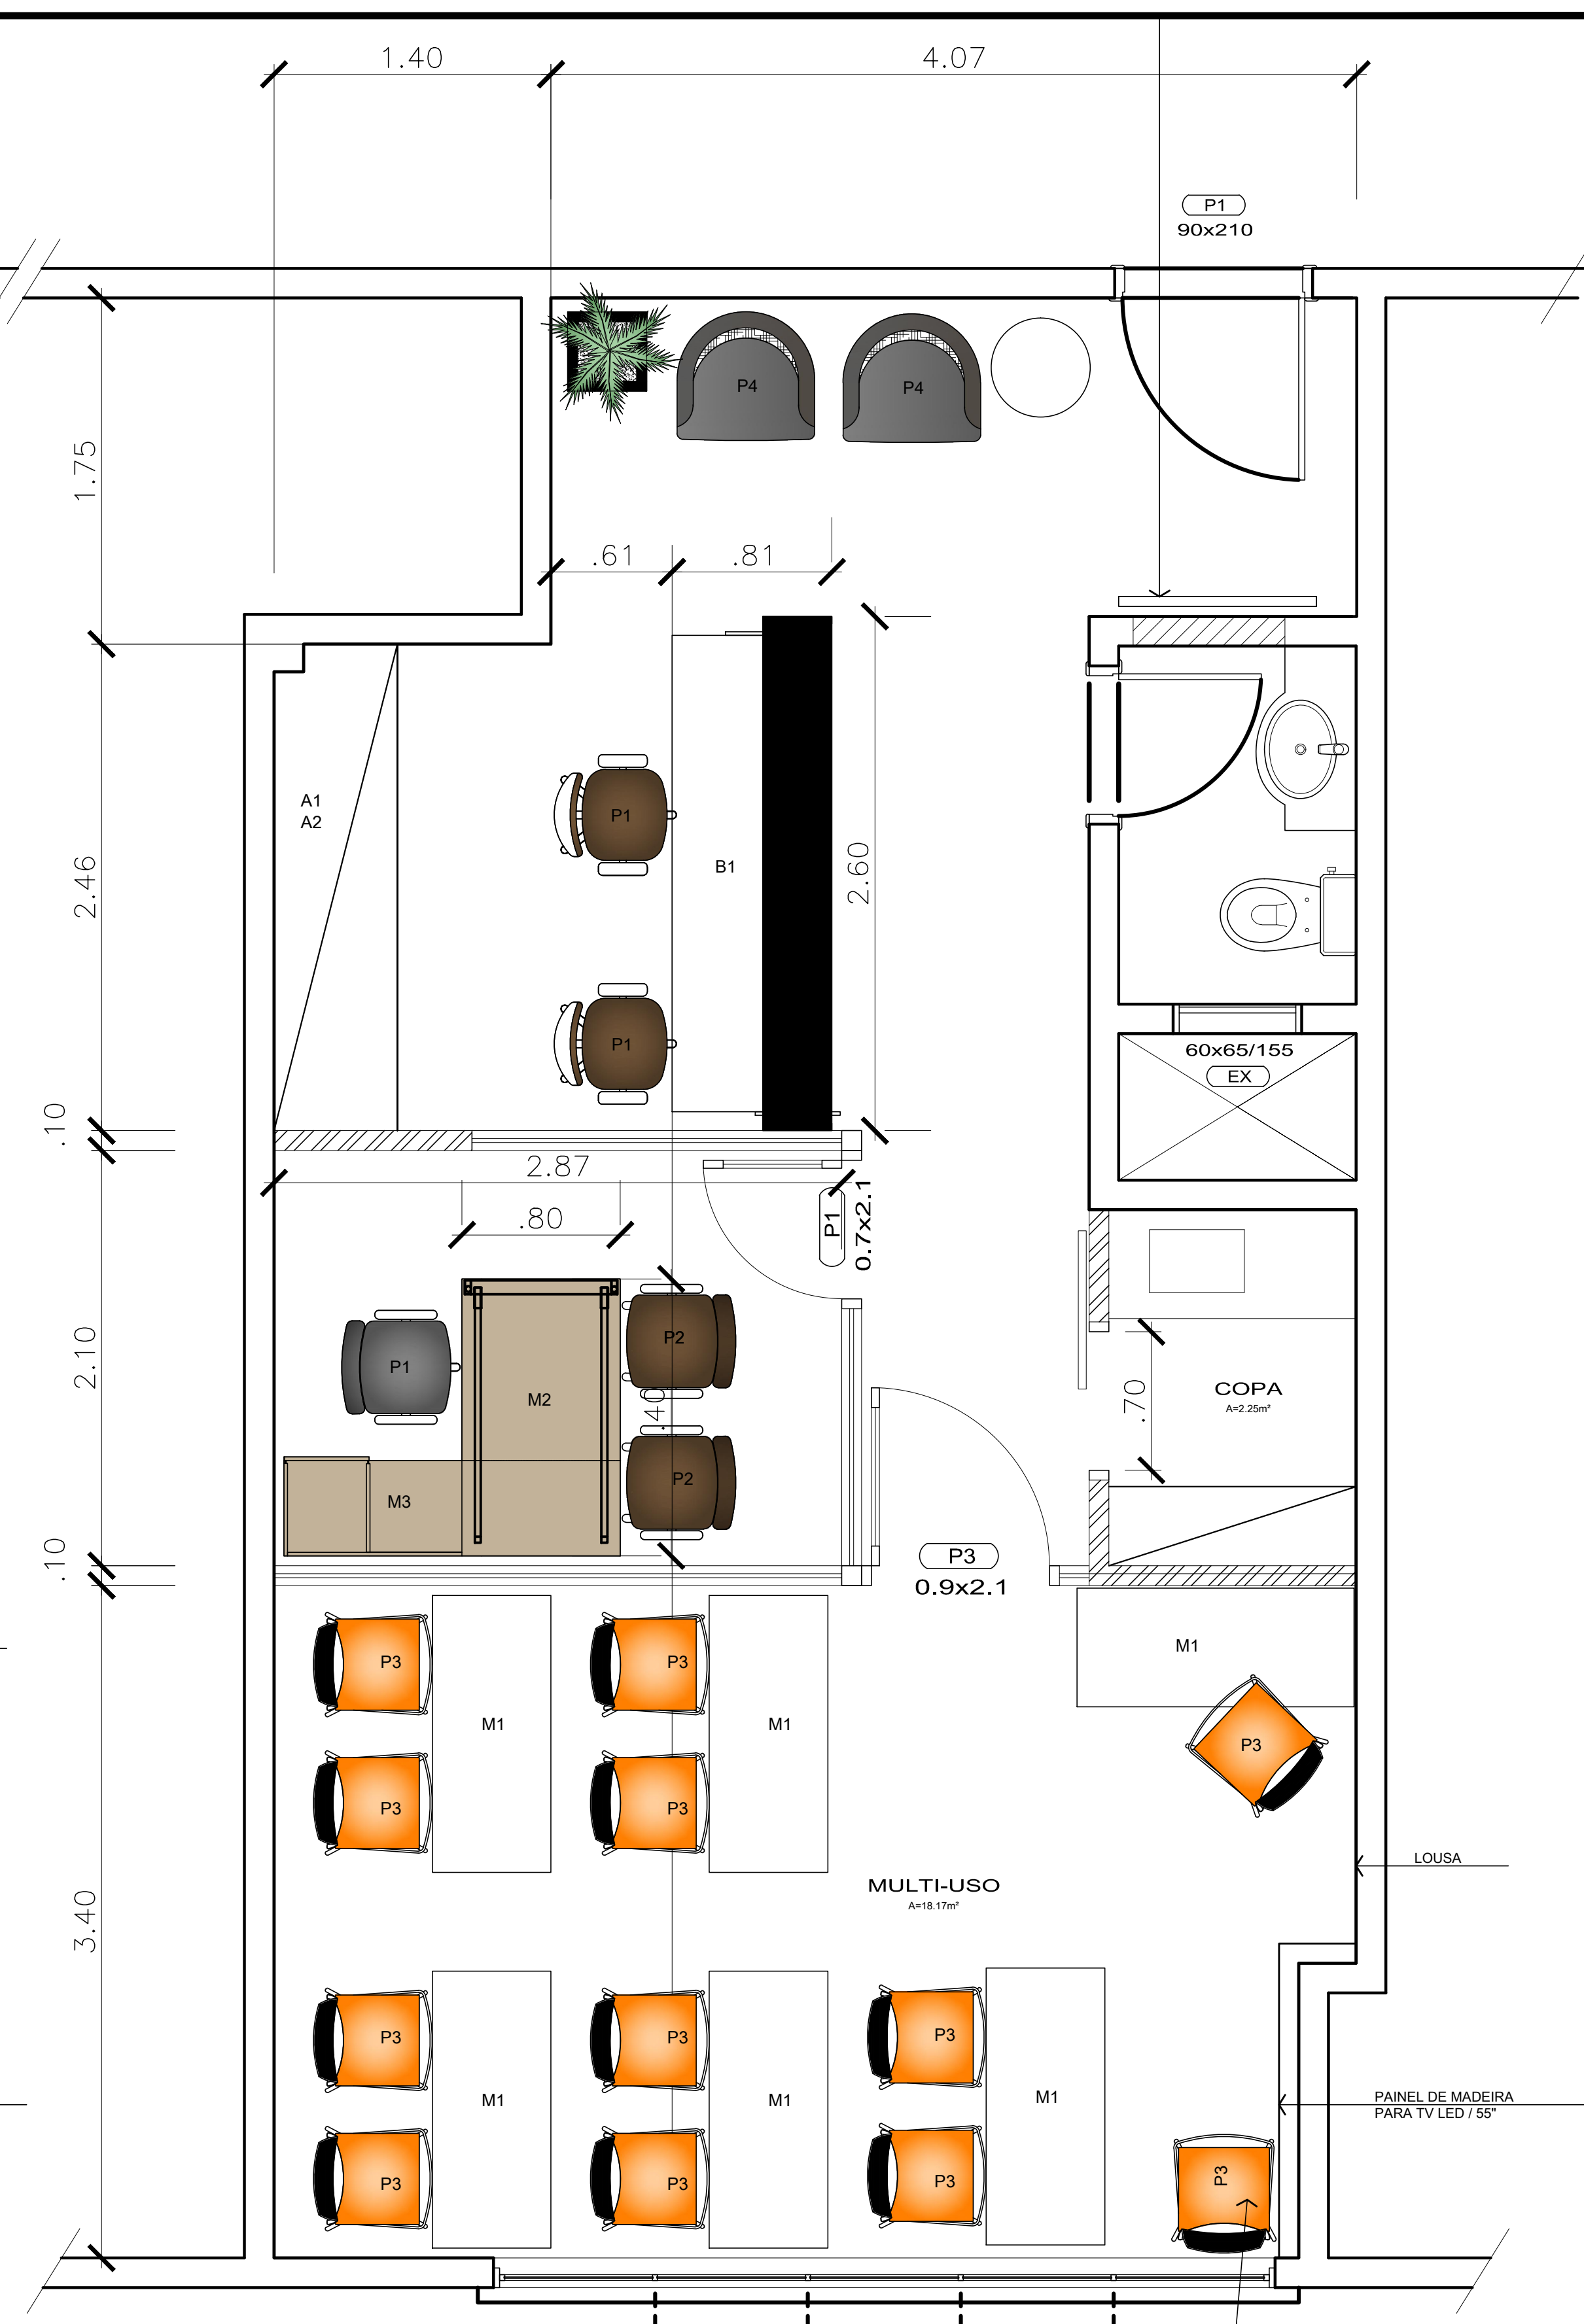 1.40
4.07
P1
90x210
P4
P4
1.75
.61
.81
A1
A2
P1
B1
2.60
2.46
P1
60x65/155
EX
.10
2.87
.80
P1
0.7x2.1
P1
M2
P2
2.10
.70
COPA
A=2.25m²
.40
M3
P2
.10
P3
0.9x2.1
P3
P3
M1
M1
M1
P3
P3
P3
LOUSA
MULTI-USO
A=18.17m²
3.40
P3
P3
P3
M1
M1
M1
PAINEL DE MADEIRA
PARA TV LED / 55"
P3
P3
P3
P3